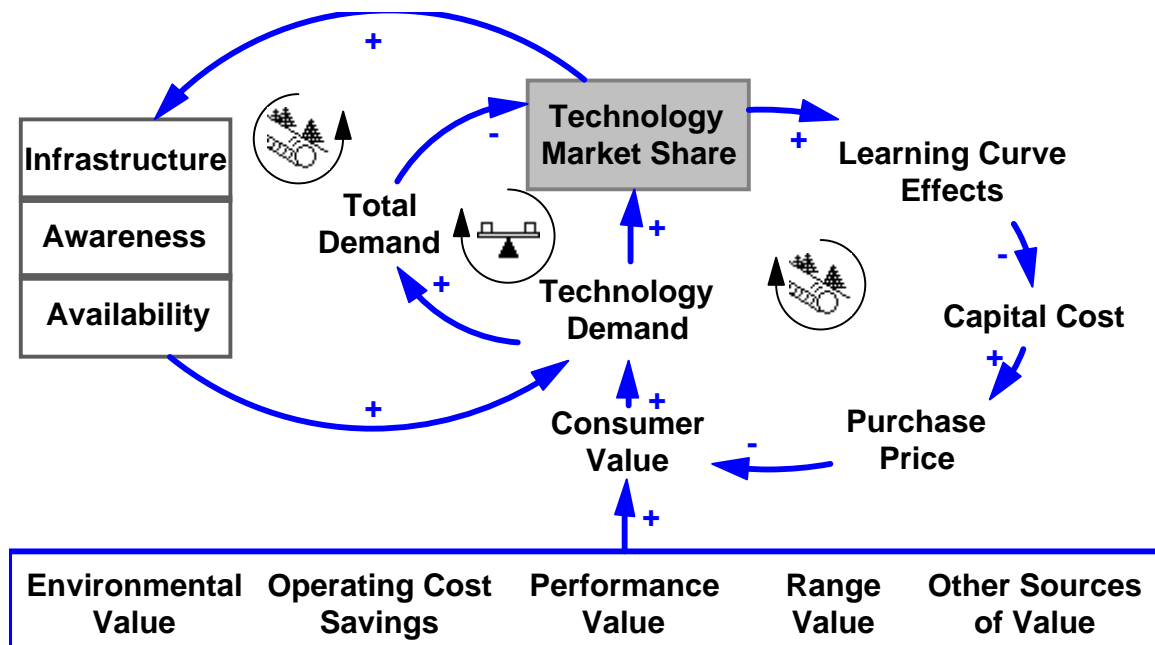 +
Technology
Market Share
-
+
Infrastructure
Awareness
Availability
Learning Curve
Effects
Total
Demand
+
-
+
Technology
Demand
Capital Cost
+
+
+
Consumer
Value
Purchase
Price
-
+
Environmental
Value
Operating Cost
Savings
Performance
Value
Range
Value
Other Sources
of Value